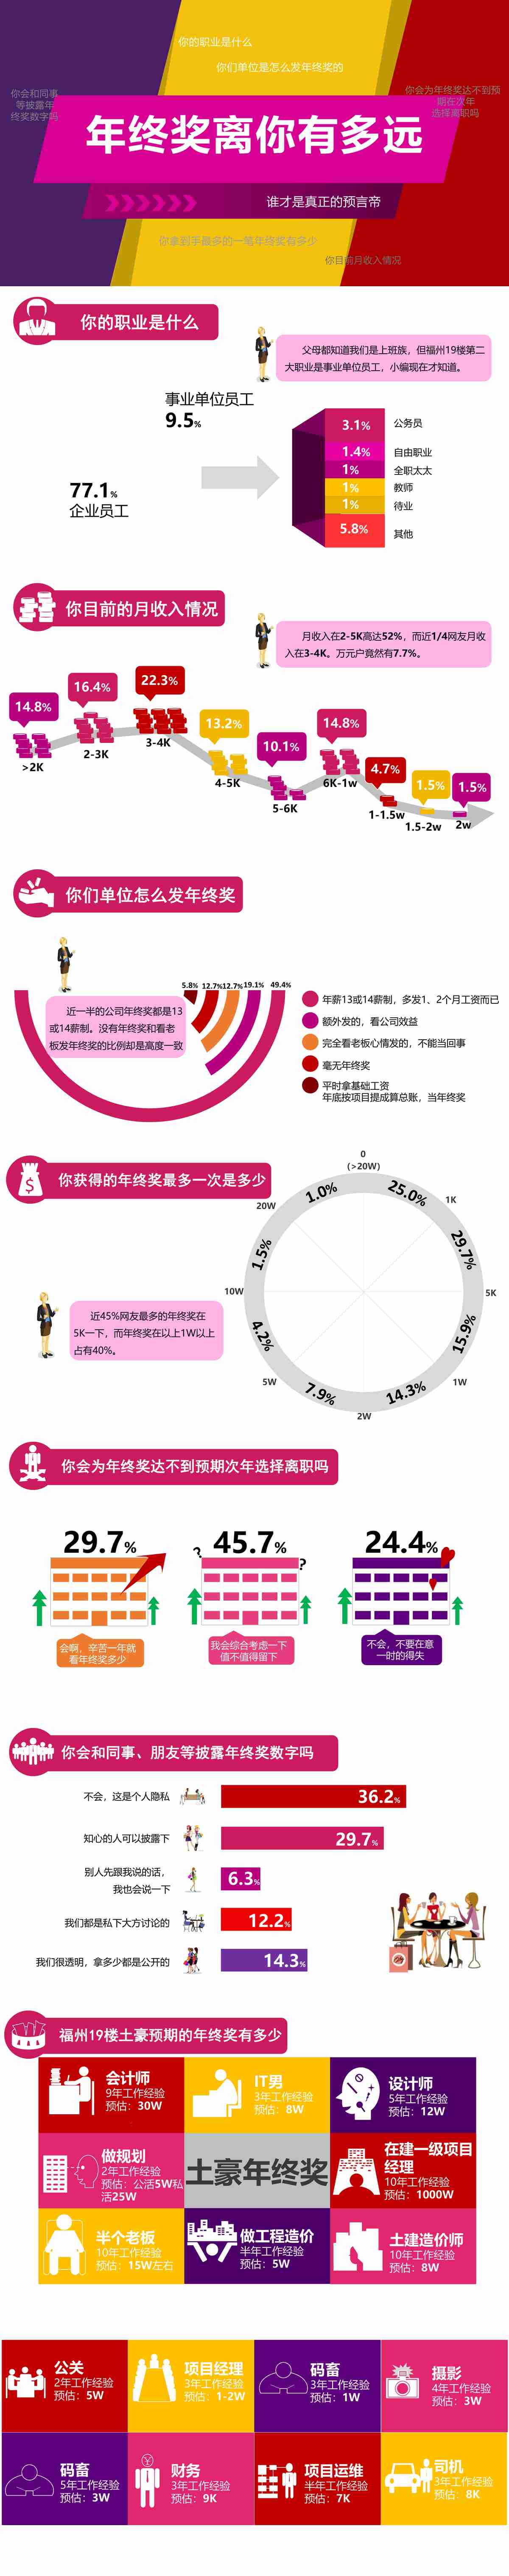 你的职业是什么
你们单位是怎么发年终奖的
你会和同事
等披露年
终奖数字吗
你会为年终奖达不到预
期在次年
选择离职吗
年终奖离你有多远
谁才是真正的预言帝
你拿到手最多的一笔年终奖有多少
你目前月收入情况
你的职业是什么
父母都知道我们是上班族，但福州19楼第二
大职业是事业单位员工，小编现在才知道。
事业单位员工
9.5%
77.1%
企业员工
3.1% 公务员
1.4% 自由职业
1% 全职太太
1% 教师
1% 待业
5.8% 其他
你目前的月收入情况
月收入在2-5K高达52%，而近1/4网友月收
入在3-4K。万元户竟然有7.7%。
14.8%
16.4%
22.3%
13.2%
10.1%
14.8%
4.7%
1.5%
1.5%
>2K
2-3K
3-4K
4-5K
5-6K
6K-1w
1-1.5w
1.5-2w
2w
你们单位怎么发年终奖
5.8% 12.7%12.7%19.1% 49.4%
近一半的公司年终奖都是13
或14薪制。没有年终奖和看老
板发年终奖的比例却是高度一致
年薪13或14薪制，多发1、2个月工资而已
额外发的，看公司效益
完全看老板心情发的，不能当回事
毫无年终奖
平时拿基础工资
年底按项目提成算总账，当年终奖
你获得的年终奖最多一次是多少
0
(>20W)
1K
5K
1W
2W
5W
10W
20W
25.0%
29.7%
15.9%
14.3%
7.9%
4.2%
1.5%
1.0%
近45%网友最多的年终奖在
5K一下，而年终奖在以上1W以上
占有40%。
你会为年终奖达不到预期次年选择离职吗
29.7%
45.7%
24.4%
? ?
会啊，辛苦一年就
看年终奖多少
我会综合考虑一下
值不值得留下
不会，不要在意
一时的得失
你会和同事、朋友等披露年终奖数字吗
不会，这是个人隐私
36.2%
知心的人可以披露下
29.7%
别人先跟我说的话，
我也会说一下
6.3%
我们都是私下大方讨论的
12.2%
我们很透明，拿多少都是公开的
14.3%
福州19楼土豪预期的年终奖有多少
会计师
9年工作经验
预估：30W
IT男
3年工作经验
预估：8W
设计师
5年工作经验
预估：12W
做规划
2年工作经验
预估：公活5W私
活25W
土豪年终奖
在建一级项目
经理
10年工作经验
预估：1000W
半个老板
10年工作经验
预估：15W左右
做工程造价
半年工作经验
预估：5W
土建造价师
10年工作经验
预估：8W
公关
2年工作经验
预估：5W
项目经理
3年工作经验
预估：1-2W
码畜
3年工作经验
预估：1W
摄影
4年工作经验
预估：3W
码畜
5年工作经验
预估：3W
财务
3年工作经验
预估：9K
项目运维
半年工作经验
预估：7K
司机
3年工作经验
预估：8K